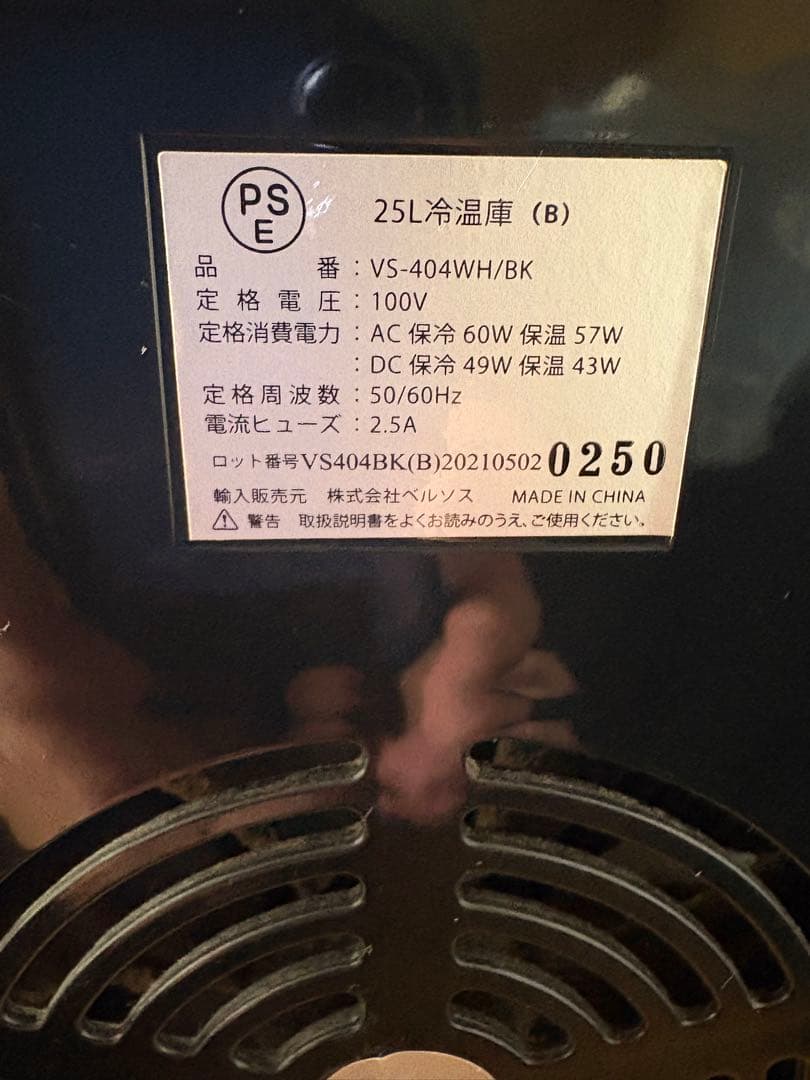 PS
E
25L冷温庫（B）
品番：VS-404WH/BK
定格電圧：100V
定格消費電力：AC 保冷 60W 保温 57W
：DC 保冷 49W 保温 43W
定格周波数：50/60Hz
電流ヒューズ：2.5A
ロット番号VS404BK(B)20210502 0250
輸入販売元 株式会社ベルソス MADE IN CHINA
警告 取扱説明書をよくお読みのうえ、ご使用ください。